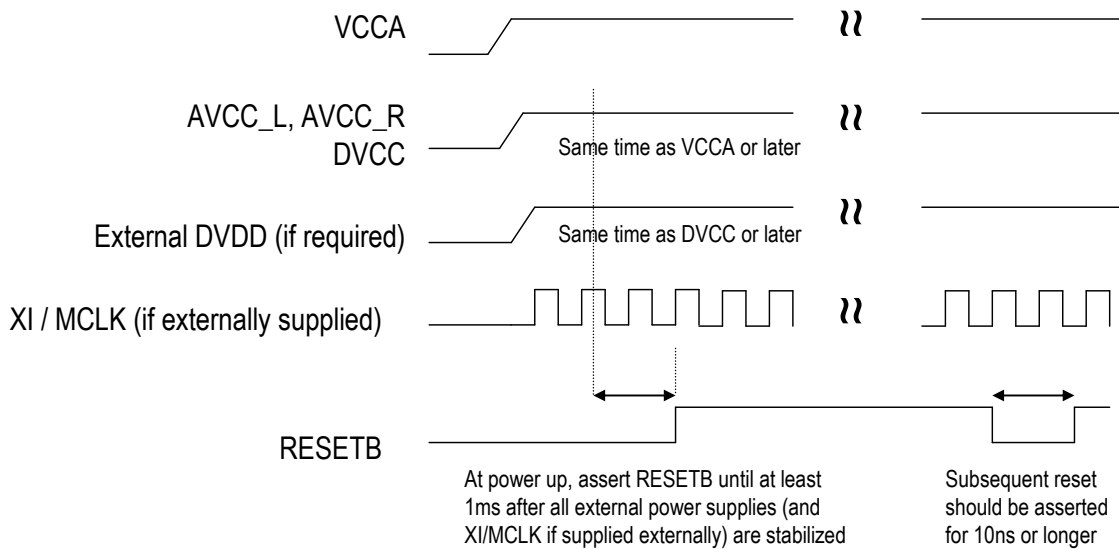 VCCA
AVCC_L, AVCC_R
DVCC
Same time as VCCA or later
External DVDD (if required)
Same time as DVCC or later
XI / MCLK (if externally supplied)
RESETB
At power up, assert RESETB until at least
1ms after all external power supplies (and
XI/MCLK if supplied externally) are stabilized
Subsequent reset
should be asserted
for 10ns or longer